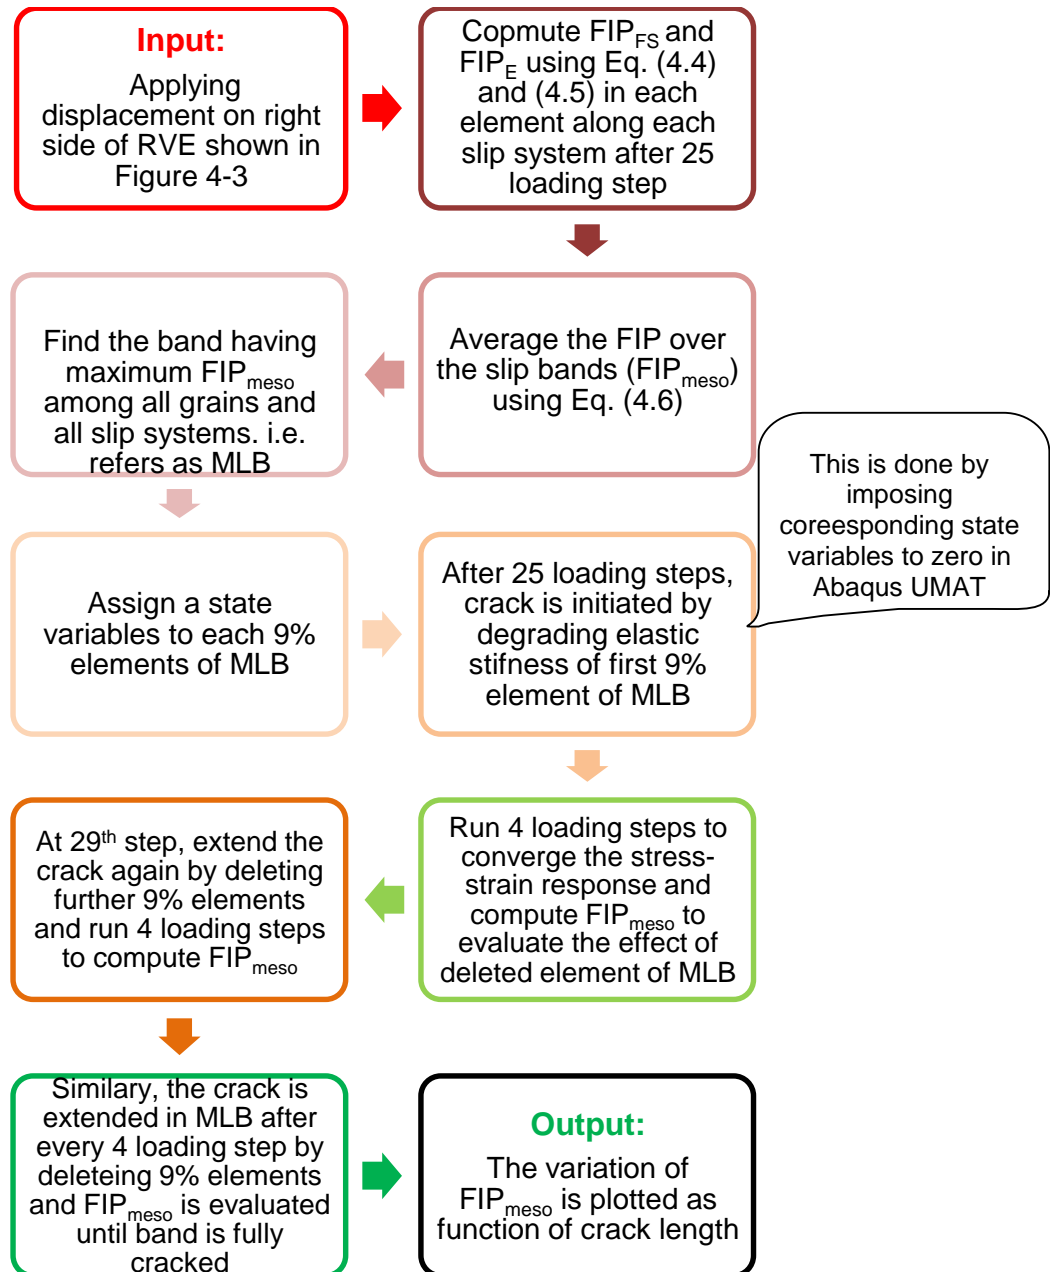 Input:
Applying
displacement on right
side of RVE shown in
Figure 4-3
Copmute FIP_FS and
FIP_E using Eq. (4.4)
and (4.5) in each
element along each
slip system after 25
loading step
Average the FIP over
the slip bands (FIP_meso)
using Eq. (4.6)
Find the band having
maximum FIP_meso
among all grains and
all slip systems. i.e.
refers as MLB
Assign a state
variables to each 9%
elements of MLB
After 25 loading steps,
crack is initiated by
degrading elastic
stifness of first 9%
element of MLB
This is done by
imposing
coreesponding state
variables to zero in
Abaqus UMAT
Run 4 loading steps to
converge the stress-
strain response and
compute FIP_meso to
evaluate the effect of
deleted element of MLB
At 29th step, extend the
crack again by deleting
further 9% elements
and run 4 loading steps
to compute FIP_meso
Similary, the crack is
extended in MLB after
every 4 loading step by
deleteing 9% elements
and FIP_meso is evaluated
until band is fully
cracked
Output:
The variation of
FIP_meso is plotted as
function of crack length